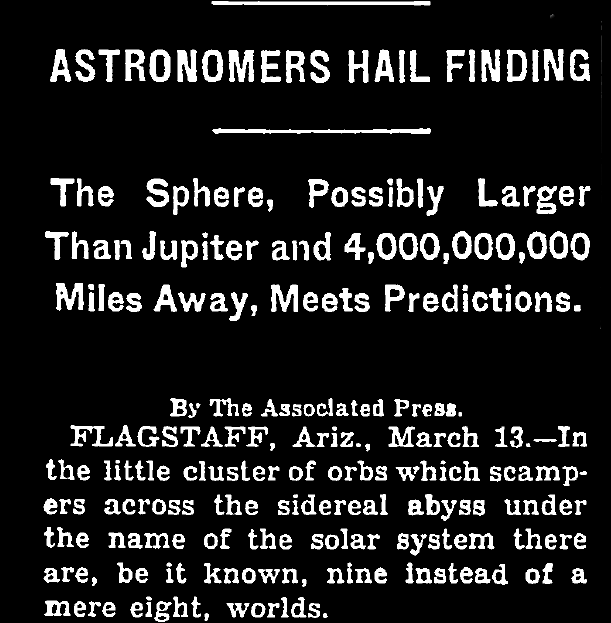 ASTRONOMERS HAIL FINDING
The Sphere, Possibly Larger
Than Jupiter and 4,000,000,000
Miles Away, Meets Predictions.
By The Associated Press.
FLAGSTAFF, Ariz., March 13.—In
the little cluster of orbs which scamp-
ers across the sidereal abyss under
the name of the solar system there
are, be it known, nine instead of a
mere eight, worlds.